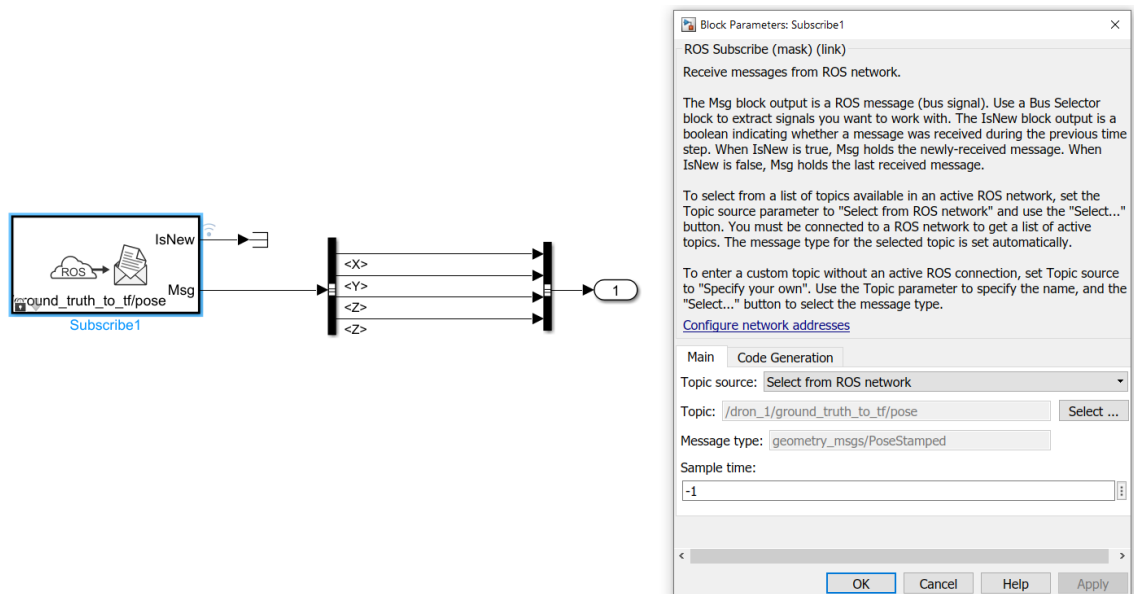 IsNew
ROS
Msg
ound_truth_to_tf/pose
Subscribe1
<X>
<Y>
<Z>
<Z>
1
Block Parameters: Subscribe1
ROS Subscribe (mask) (link)
Receive messages from ROS network.
The Msg block output is a ROS message (bus signal). Use a Bus Selector
block to extract signals you want to work with. The IsNew block output is a
boolean indicating whether a message was received during the previous time
step. When IsNew is true, Msg holds the newly-received message. When
IsNew is false, Msg holds the last received message.
To select from a list of topics available in an active ROS network, set the
Topic source parameter to "Select from ROS network" and use the "Select..."
button. You must be connected to a ROS network to get a list of active
topics. The message type for the selected topic is set automatically.
To enter a custom topic without an active ROS connection, set Topic source
to "Specify your own". Use the Topic parameter to specify the name, and the
"Select..." button to select the message type.
Configure network addresses
Main Code Generation
Topic source: Select from ROS network
Topic: /dron_1/ground_truth_to_tf/pose Select ...
Message type: geometry_msgs/PoseStamped
Sample time:
-1
OK Cancel Help Apply